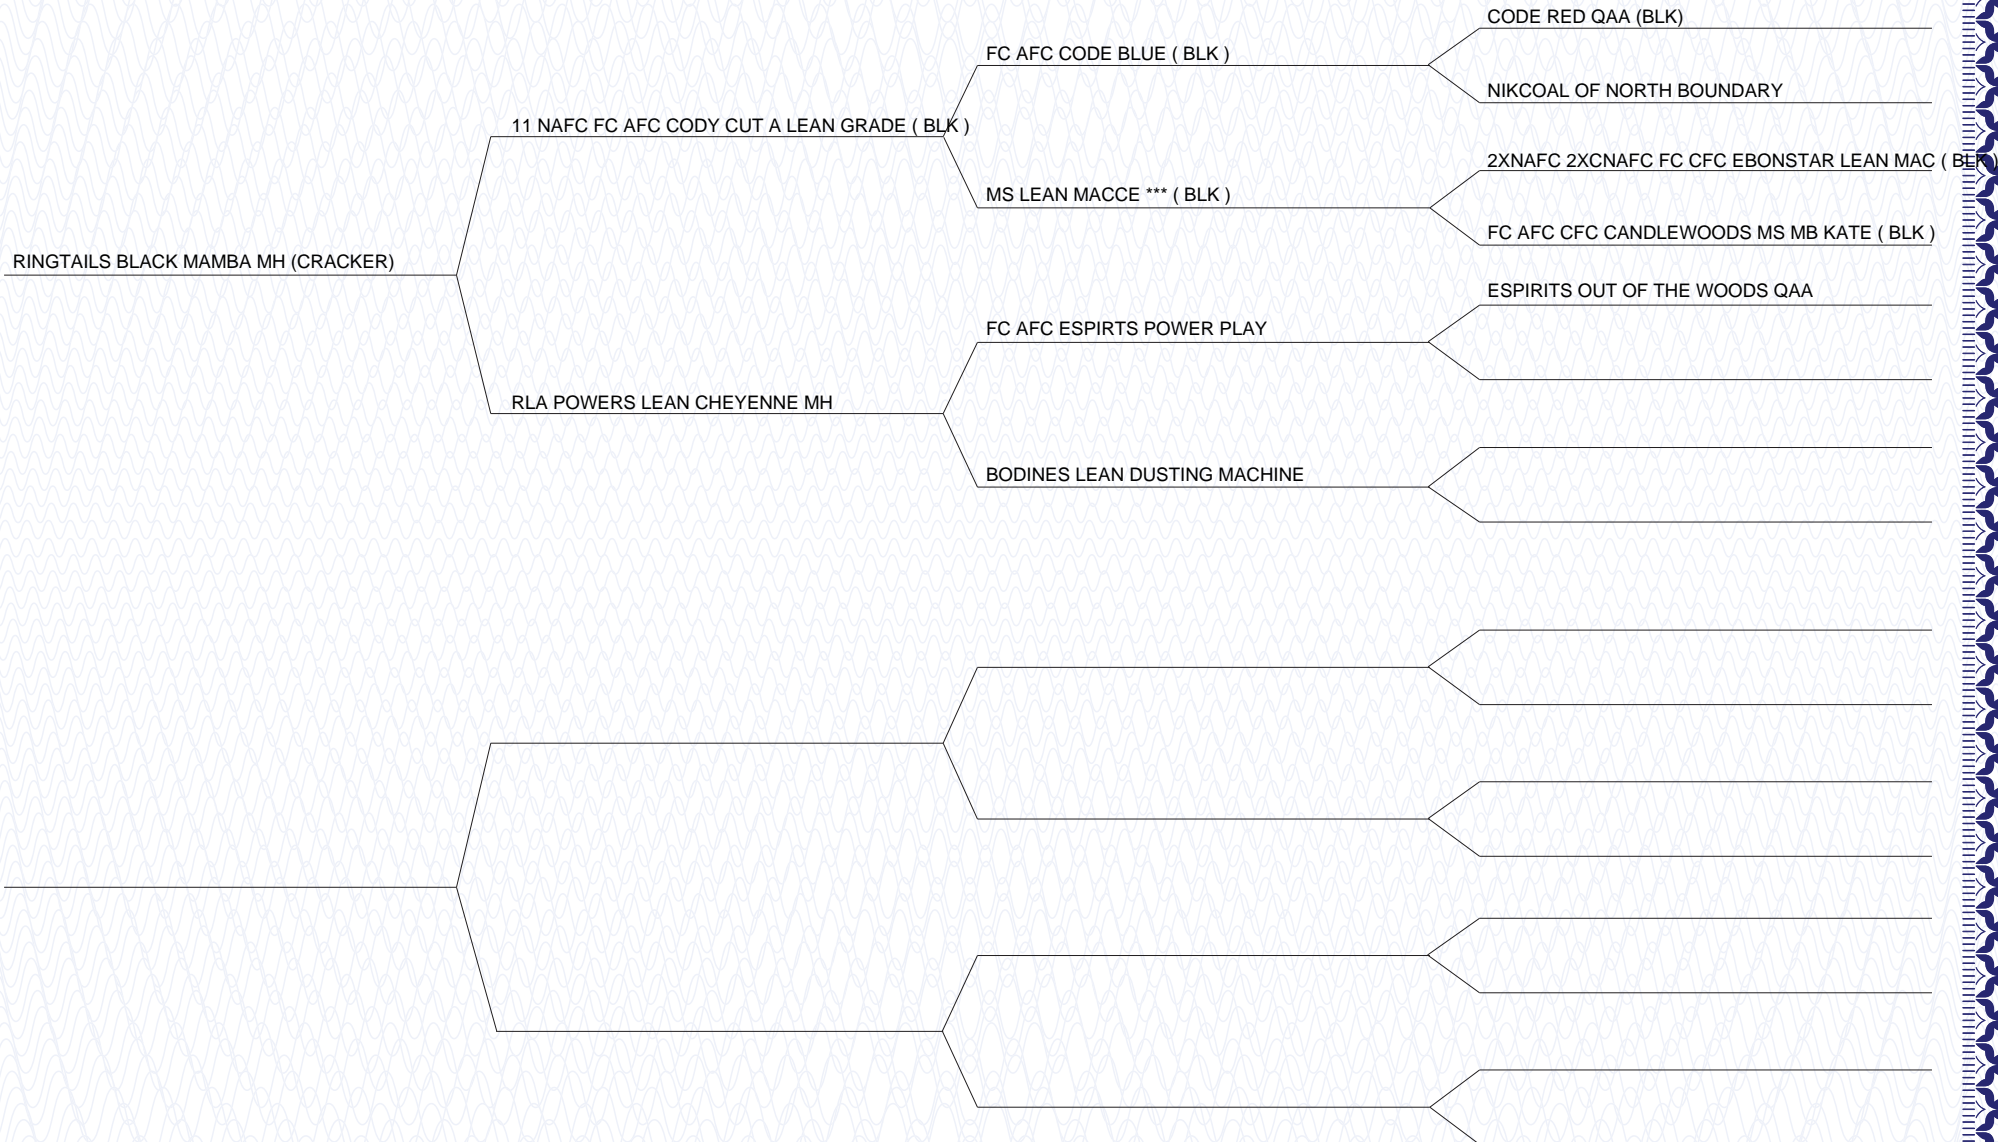 CODE RED QAA (BLK)
FC AFC CODE BLUE ( BLK )
NIKCOAL OF NORTH BOUNDARY
11 NAFC FC AFC CODY CUT A LEAN GRADE ( BLK )
2XNAFC 2XCNAFC FC CFC EBONSTAR LEAN MAC ( BLK )
MS LEAN MACCE *** ( BLK )
FC AFC CFC CANDLEWOODS MS MB KATE ( BLK )
RINGTAILS BLACK MAMBA MH (CRACKER)
ESPIRITS OUT OF THE WOODS QAA
FC AFC ESPIRTS POWER PLAY
RLA POWERS LEAN CHEYENNE MH
BODINES LEAN DUSTING MACHINE